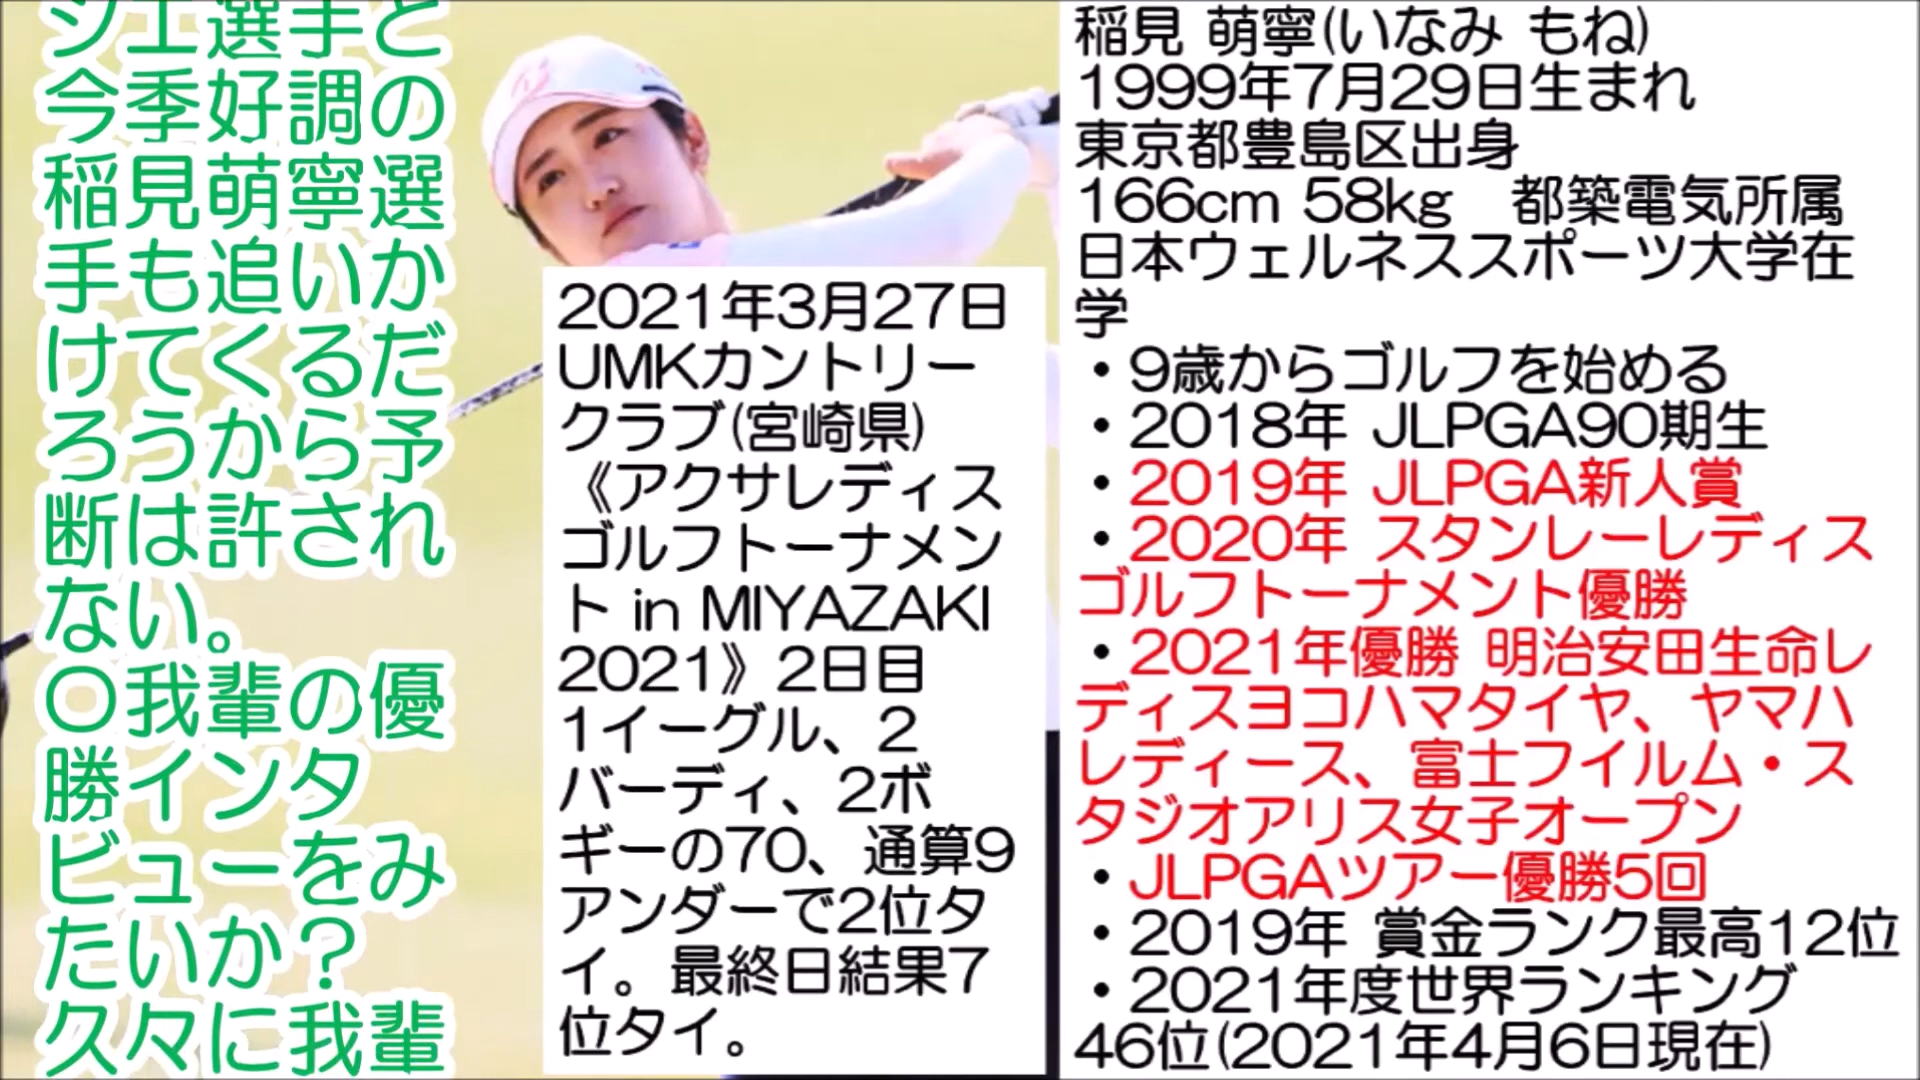 シエ選手と
今季好調の
稲見萌寧選
手も追いか
けてくるだ
ろうから予
断は許され
ない。
〇我輩の優
勝インタ
ビューをみ
たいか?
久々に我輩
2021年3月27日
UMKカントリー
クラブ(宮崎県)
《アクサレディス
ゴルフトーナメン
ト in MIYAZAKI
2021》2日目
1イーグル、2
バーディ、2ボ
ギーの70、通算9
アンダーで2位タ
イ。最終日結果7
位タイ。
稲見 萌寧(いなみ もね)
1999年7月29日生まれ
東京都豊島区出身
166cm 58kg　都築電気所属
日本ウェルネススポーツ大学在
学
・9歳からゴルフを始める
・2018年 JLPGA90期生
・2019年 JLPGA新人賞
・2020年 スタンレーレディス
ゴルフトーナメント優勝
・2021年優勝 明治安田生命レ
ディスヨコハマタイヤ、ヤマハ
レディース、富士フイルム・ス
タジオアリス女子オープン
・JLPGAツアー優勝5回
・2019年 賞金ランク最高12位
・2021年度世界ランキング
46位(2021年4月6日現在)